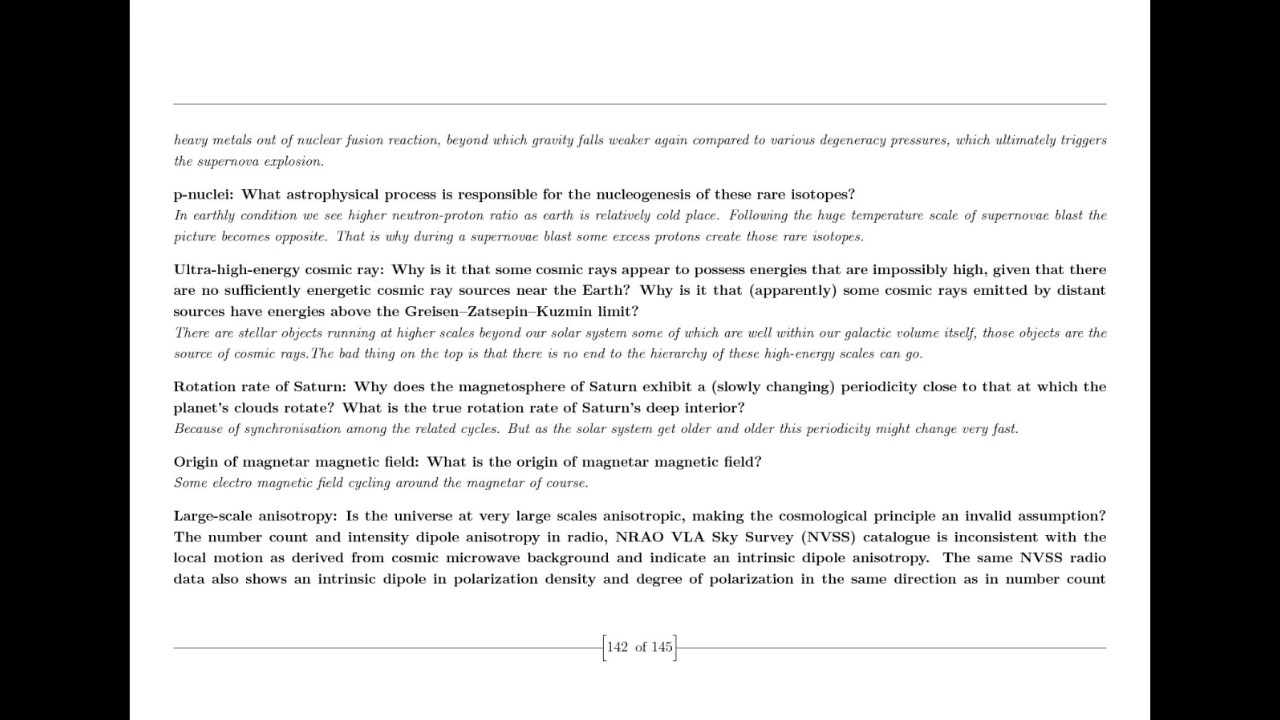 heavy metals out of nuclear fusion reaction, beyond which gravity falls weaker again compared to various degeneracy pressures, which ultimately triggers
the supernova explosion.
p-nuclei: What astrophysical process is responsible for the nucleogenesis of these rare isotopes?
In earthly condition we see higher neutron-proton ratio as earth is relatively cold place. Following the huge temperature scale of supernovae blast the
picture becomes opposite. That is why during a supernovae blast some excess protons create those rare isotopes.
Ultra-high-energy cosmic ray: Why is it that some cosmic rays appear to possess energies that are impossibly high, given that there
are no sufficiently energetic cosmic ray sources near the Earth? Why is it that (apparently) some cosmic rays emitted by distant
sources have energies above the Greisen–Zatsepin–Kuzmin limit?
There are stellar objects running at higher scales beyond our solar system some of which are well within our galactic volume itself, those objects are the
source of cosmic rays.The bad thing on the top is that there is no end to the hierarchy of these high-energy scales can go.
Rotation rate of Saturn: Why does the magnetosphere of Saturn exhibit a (slowly changing) periodicity close to that at which the
planet's clouds rotate? What is the true rotation rate of Saturn's deep interior?
Because of synchronisation among the related cycles. But as the solar system get older and older this periodicity might change very fast.
Origin of magnetar magnetic field: What is the origin of magnetar magnetic field?
Some electro magnetic field cycling around the magnetar of course.
Large-scale anisotropy: Is the universe at very large scales anisotropic, making the cosmological principle an invalid assumption?
The number count and intensity dipole anisotropy in radio, NRAO VLA Sky Survey (NVSS) catalogue is inconsistent with the
local motion as derived from cosmic microwave background and indicate an intrinsic dipole anisotropy. The same NVSS radio
data also shows an intrinsic dipole in polarization density and degree of polarization in the same direction as in number count
[142 of 145]